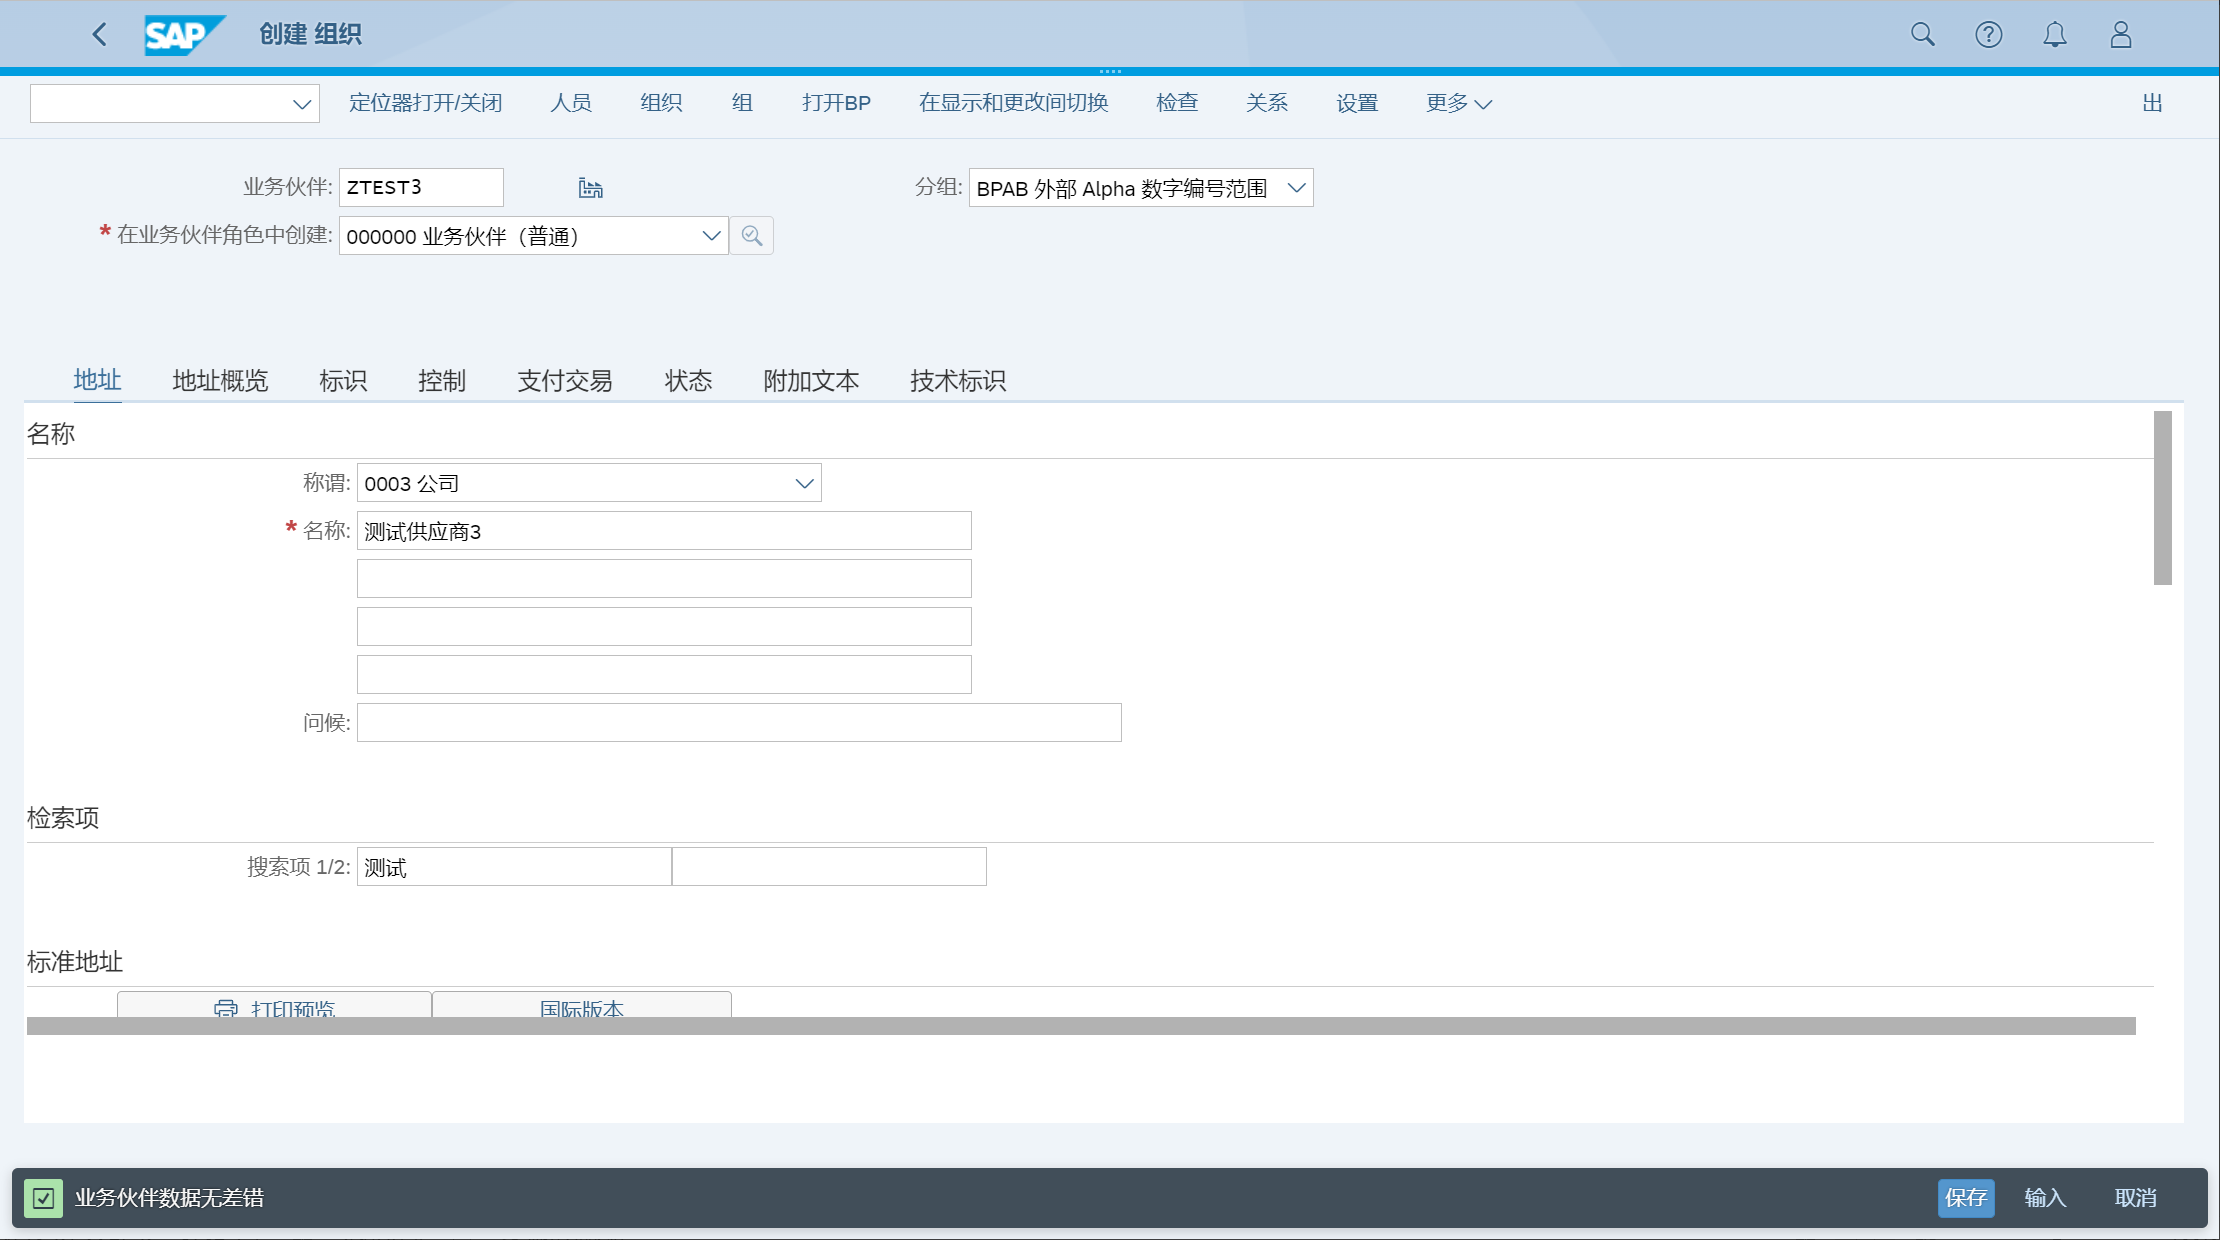 SAP 创建 组织
定位器打开/关闭 人员 组织 组 打开BP 在显示和更改间切换 检查 关系 设置 更多 出
业务伙伴: ZTEST3 分组: BPAB 外部 Alpha 数字编号范围
* 在业务伙伴角色中创建: 000000 业务伙伴（普通）
地址 地址概览 标识 控制 支付交易 状态 附加文本 技术标识
名称
称谓: 0003 公司
* 名称: 测试供应商3
问候:
检索项
搜索项 1/2: 测试
标准地址
打印预览 国际版本
业务伙伴数据无差错 保存 输入 取消